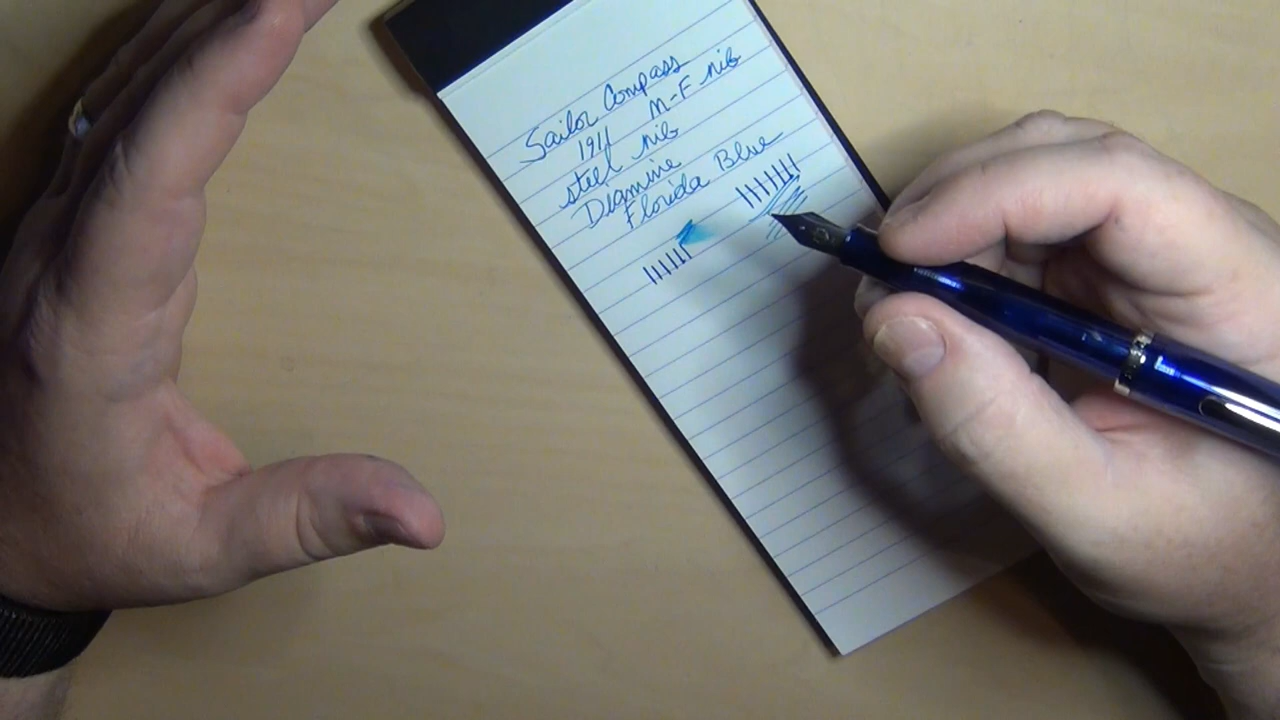 Sailor Compass
1911 M-F nib
steel nib
Diamine
Florida Blue